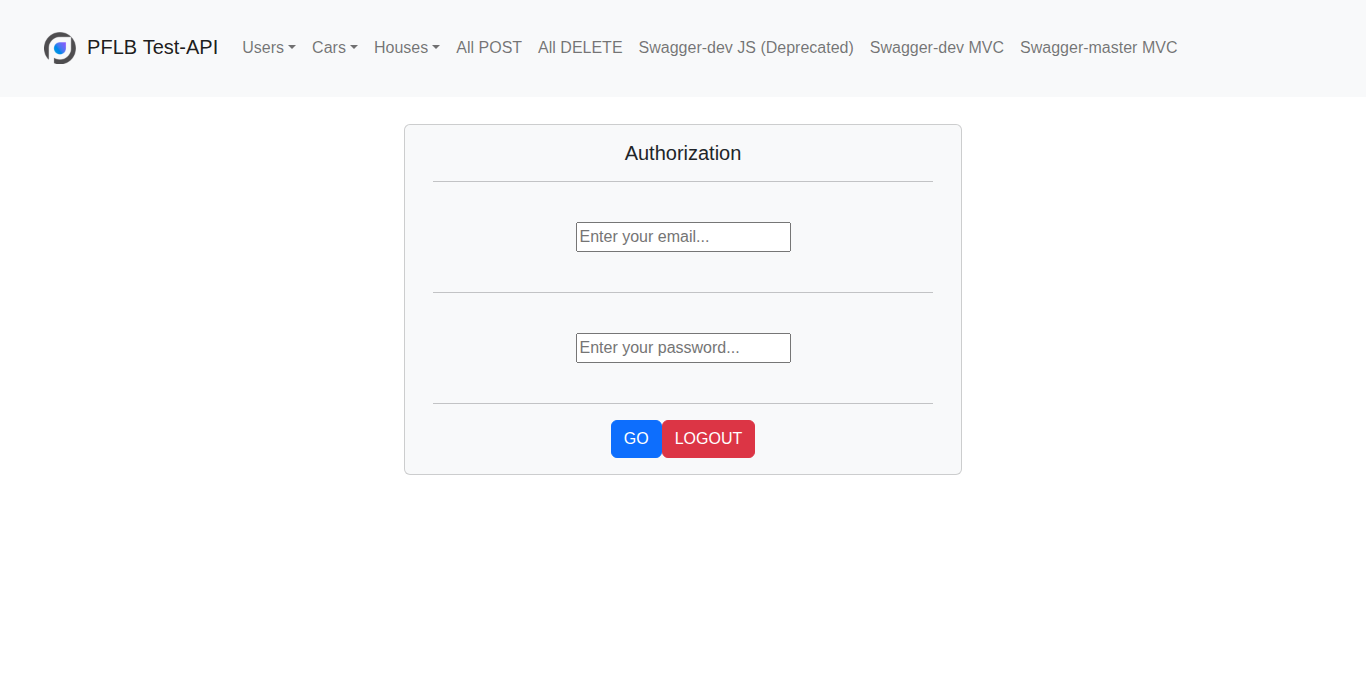 PFLB Test-API Users Cars Houses All POST All DELETE Swagger-dev JS (Deprecated) Swagger-dev MVC Swagger-master MVC
Authorization
Enter your email...
Enter your password...
GO LOGOUT